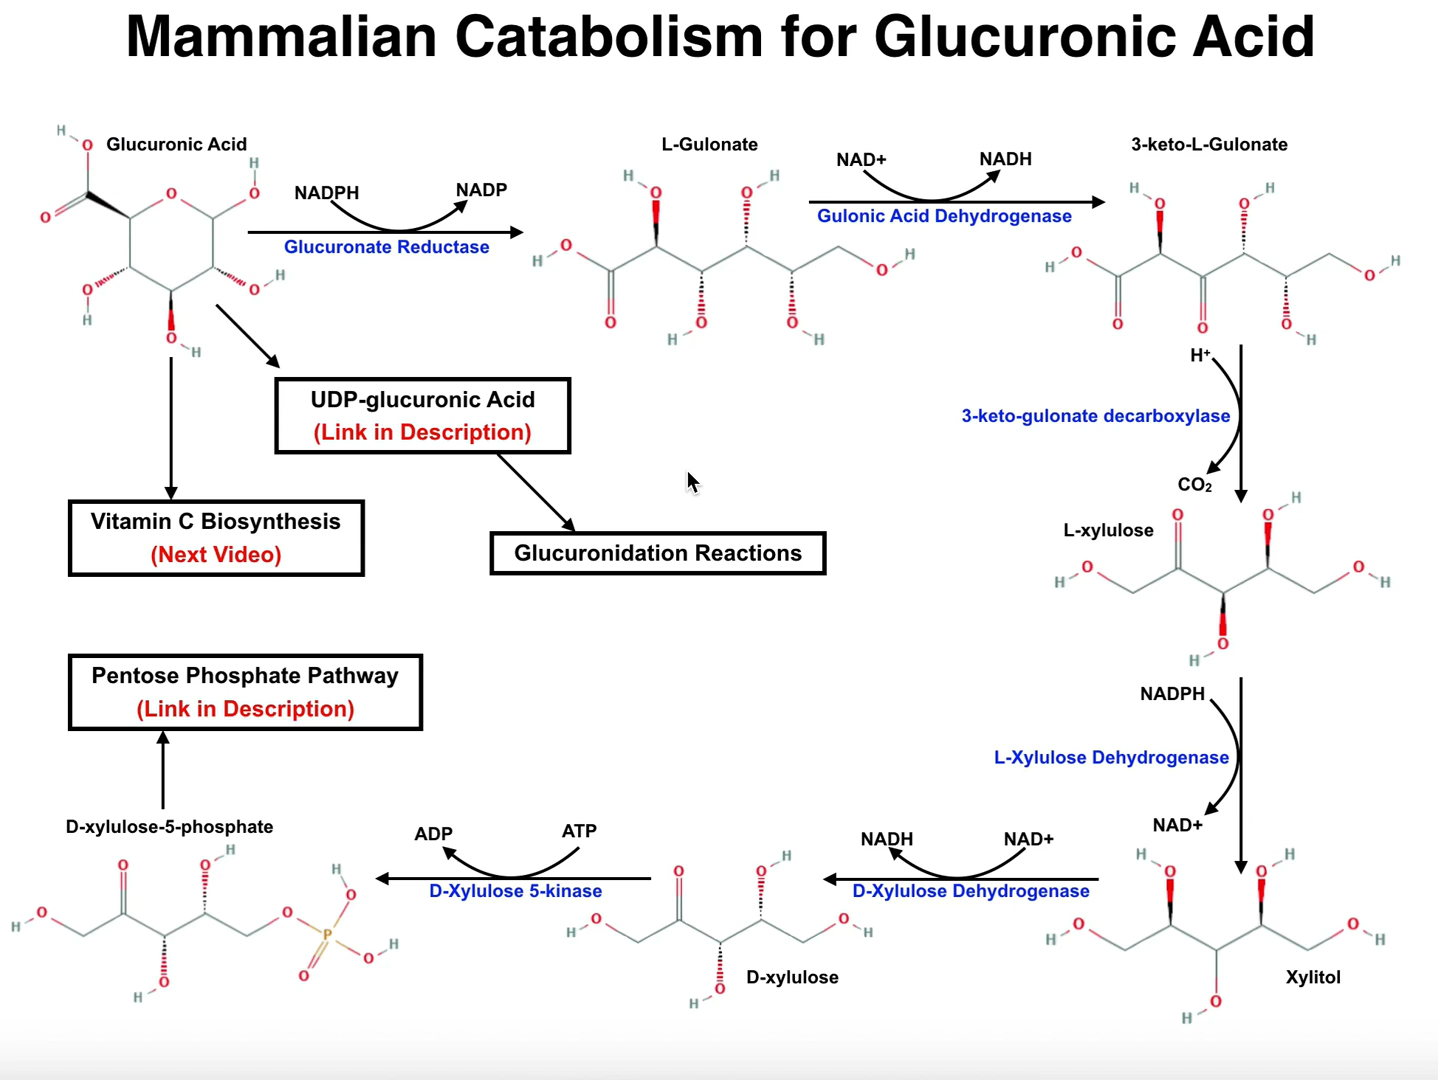 Mammalian Catabolism for Glucuronic Acid
Glucuronic Acid
NADPH
NADP
Glucuronate Reductase
L-Gulonate
NAD+
NADH
Gulonic Acid Dehydrogenase
3-keto-L-Gulonate
H+
3-keto-gulonate decarboxylase
CO2
UDP-glucuronic Acid
(Link in Description)
Vitamin C Biosynthesis
(Next Video)
Glucuronidation Reactions
L-xylulose
NADPH
L-Xylulose Dehydrogenase
NAD+
Xylitol
NAD+
NADH
D-Xylulose Dehydrogenase
D-xylulose
ATP
ADP
D-Xylulose 5-kinase
D-xylulose-5-phosphate
Pentose Phosphate Pathway
(Link in Description)
H
O
O
O
O
H
O
H
O
H
O
H
H
O
O
H
H
O
O
O
H
O
H
O
H
H
O
O
H
H
O
O
O
O
H
O
H
O
O
H
H
O
O
H
O
H
H
O
O
H
H
O
O
H
O
H
O
O
H
H
O
O
H
O
H
O
O
H
H
O
O
H
O
P
O
H
O
H
O
O
H